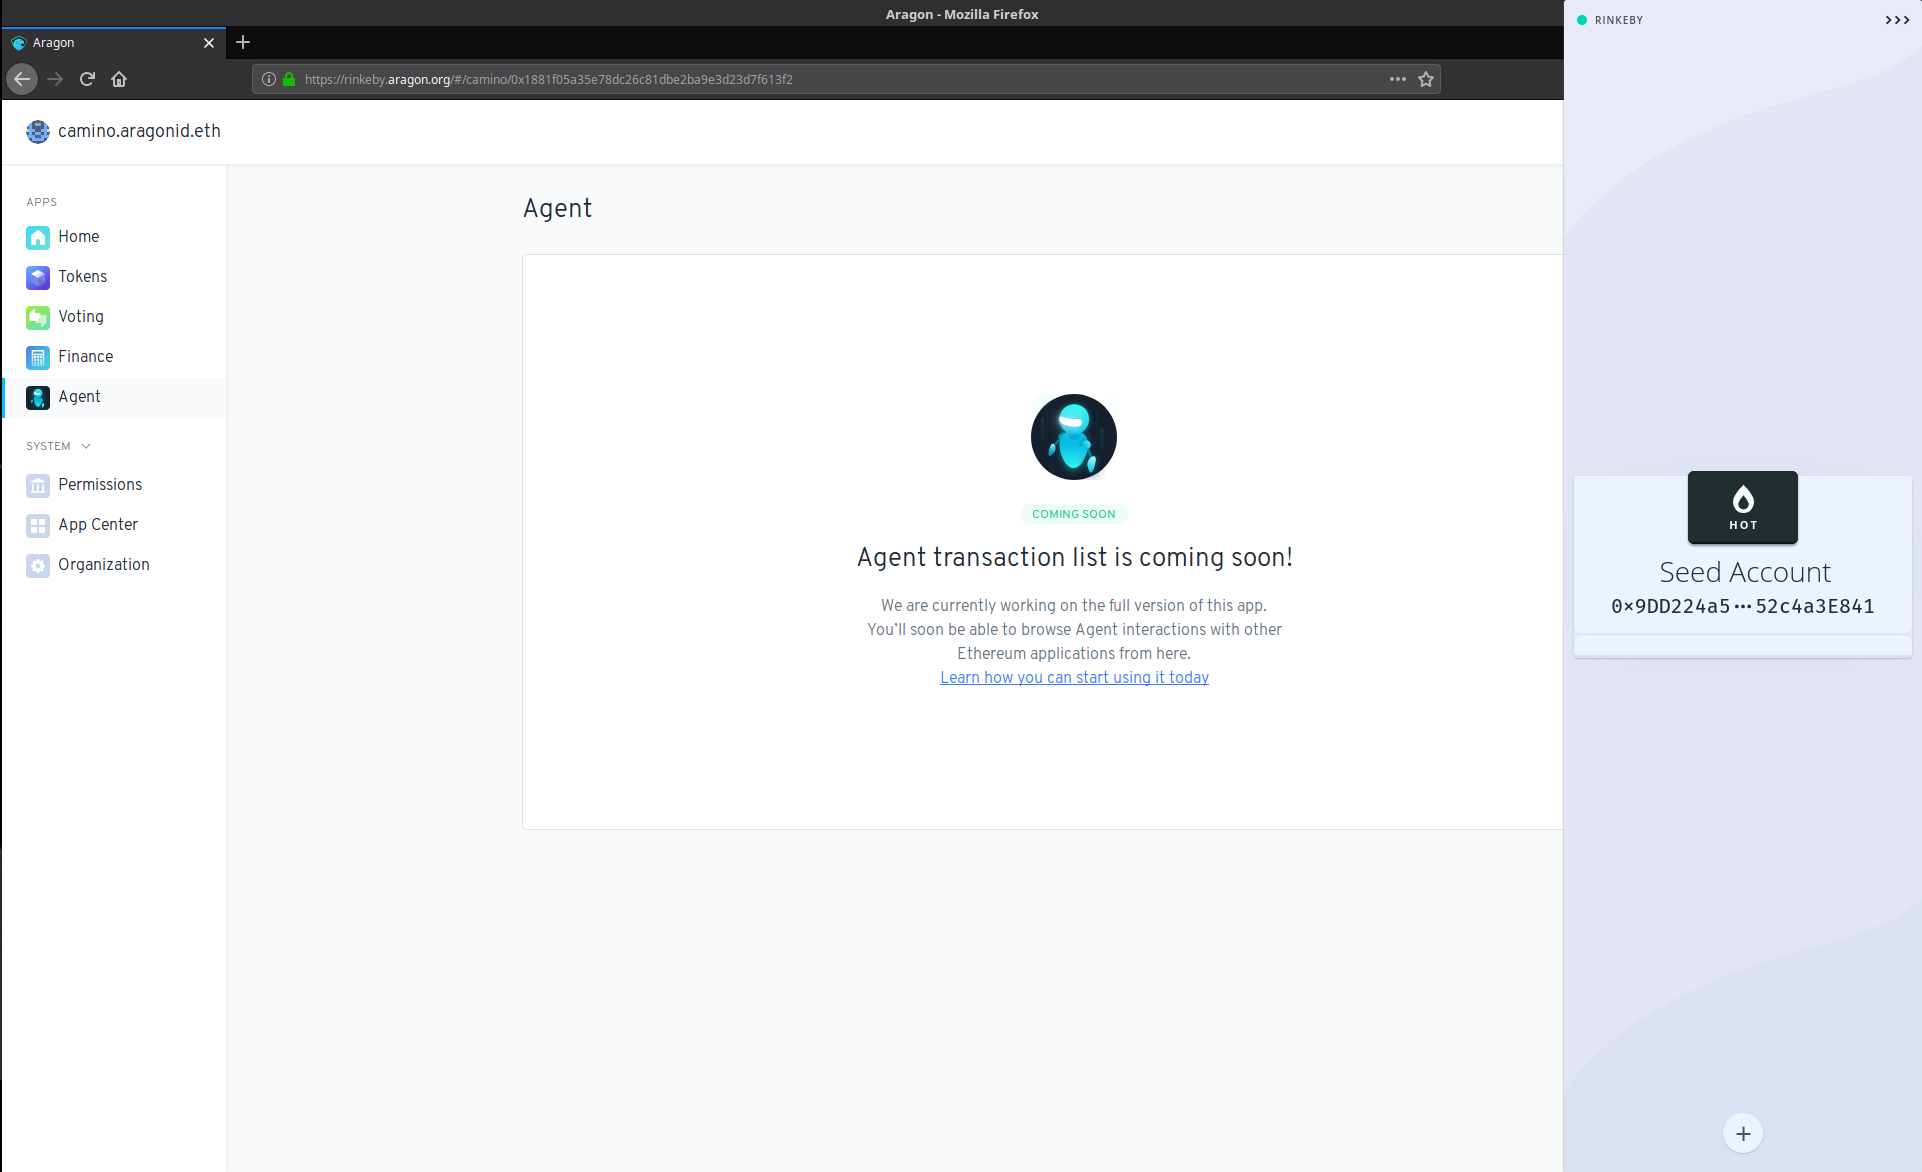 Aragon - Mozilla Firefox
Aragon
https://rinkeby.aragon.org/#/camino/0x1881f05a35e78dc26c81dbe2ba9e3d23d7f613f2
camino.aragonid.eth
APPS
Home
Tokens
Voting
Finance
Agent
SYSTEM
Permissions
App Center
Organization
Agent
COMING SOON
Agent transaction list is coming soon!
We are currently working on the full version of this app.
You'll soon be able to browse Agent interactions with other
Ethereum applications from here.
Learn how you can start using it today
RINKEBY
HOT
Seed Account
0×9DD224a5···52c4a3E841